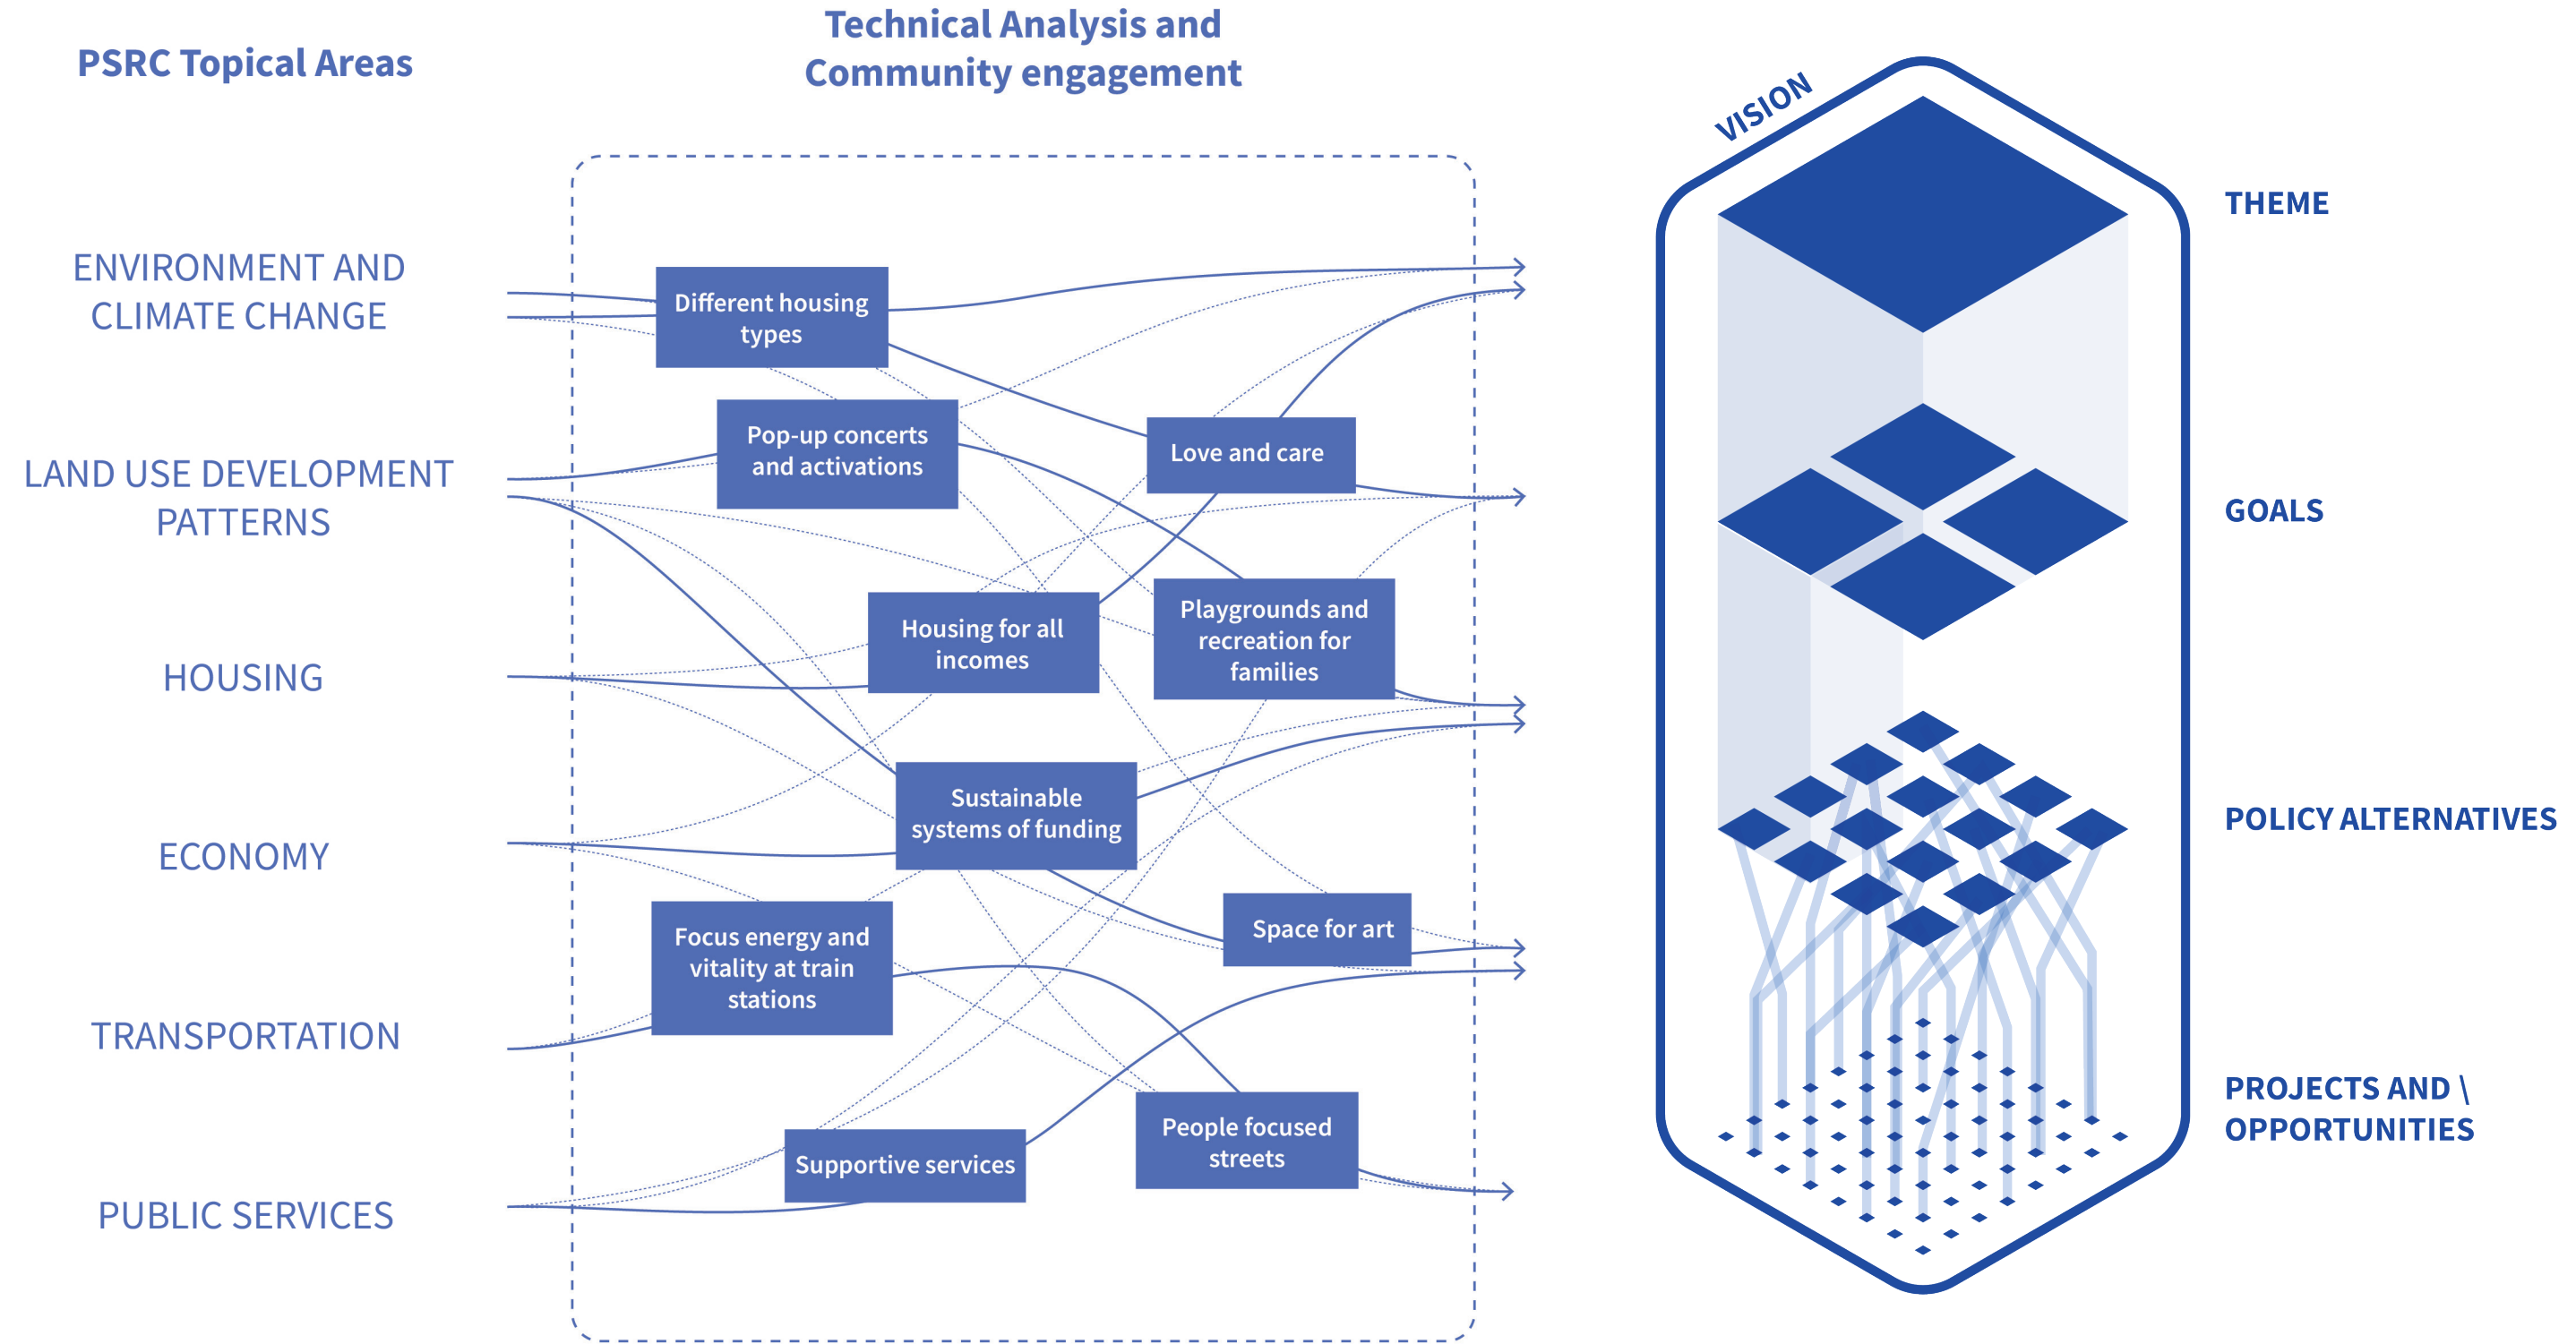 PSRC Topical Areas
Technical Analysis and
Community engagement
ENVIRONMENT AND
CLIMATE CHANGE
LAND USE DEVELOPMENT
PATTERNS
HOUSING
ECONOMY
TRANSPORTATION
PUBLIC SERVICES
Different housing
types
Pop-up concerts
and activations
Love and care
Housing for all
incomes
Playgrounds and
recreation for
families
Sustainable
systems of funding
Focus energy and
vitality at train
stations
Space for art
People focused
streets
Supportive services
VISION
THEME
GOALS
POLICY ALTERNATIVES
PROJECTS AND \
OPPORTUNITIES